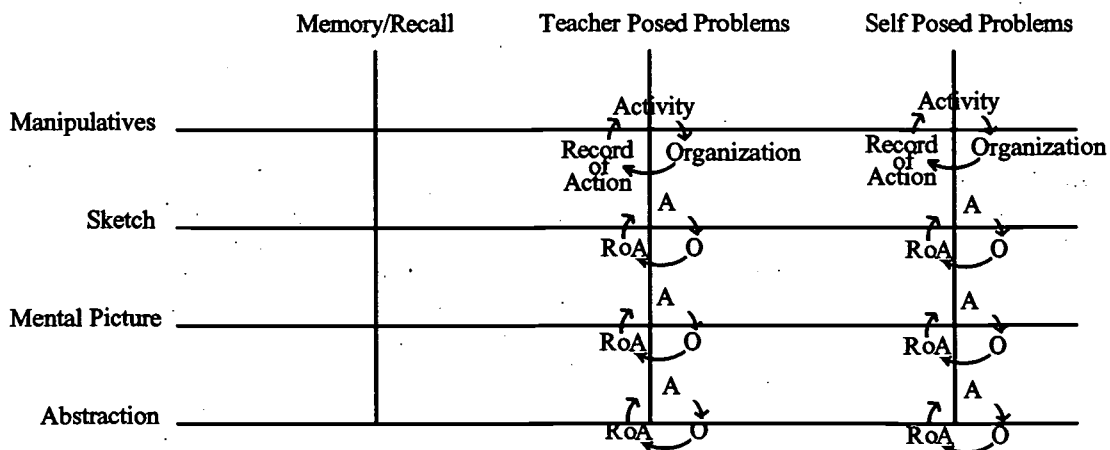 Memory/Recall Teacher Posed Problems Self Posed Problems
Manipulatives
Activity
Record of Action
Organization
Activity
Record of Action
Organization
Sketch
A
RoA O
A
RoA O
Mental Picture
A
RoA O
A
RoA O
Abstraction
A
RoA O
A
RoA O